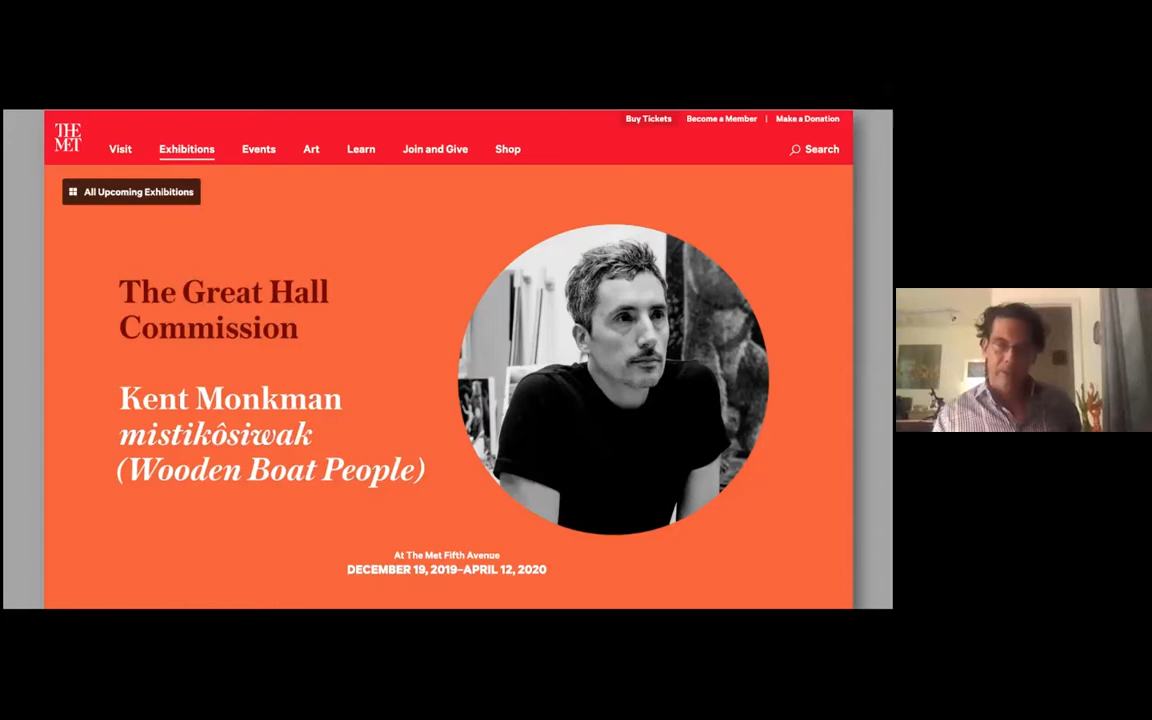 THE
MET
Buy Tickets
Become a Member | Make a Donation
Visit
Exhibitions
Events
Art
Learn
Join and Give
Shop
Search
All Upcoming Exhibitions
The Great Hall
Commission
Kent Monkman
mistikôsiwak
(Wooden Boat People)
At The Met Fifth Avenue
DECEMBER 19, 2019–APRIL 12, 2020